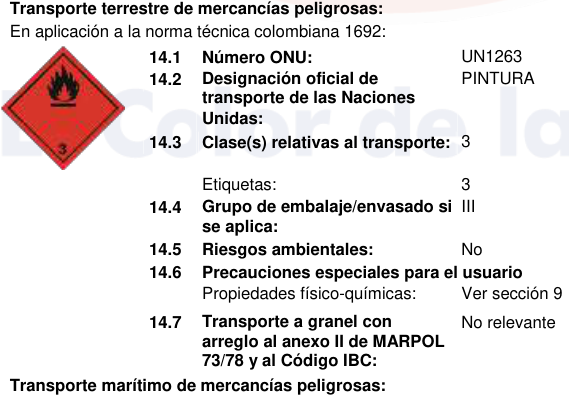 Transporte terrestre de mercancías peligrosas:
En aplicación a la norma técnica colombiana 1692:
14.1 Número ONU: UN1263
14.2 Designación oficial de PINTURA
transporte de las Naciones
Unidas:
14.3 Clase(s) relativas al transporte: 3
3
Etiquetas: 3
14.4 Grupo de embalaje/envasado si III
se aplica:
14.5 Riesgos ambientales: No
14.6 Precauciones especiales para el usuario
Propiedades físico-químicas: Ver sección 9
14.7 Transporte a granel con No relevante
arreglo al anexo II de MARPOL
73/78 y al Código IBC:
Transporte marítimo de mercancías peligrosas:
Color de la